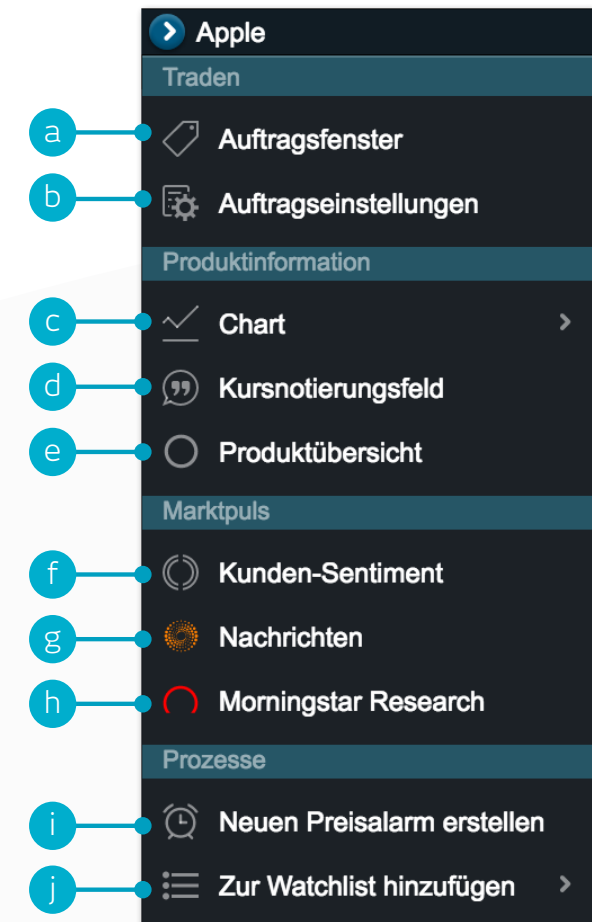 Apple
Traden
a Auftragsfenster
b Auftragseinstellungen
Produktinformation
c Chart
d Kursnotierungsfeld
e Produktübersicht
Marktpuls
f Kunden-Sentiment
g Nachrichten
h Morningstar Research
Prozesse
i Neuen Preisalarm erstellen
j Zur Watchlist hinzufügen